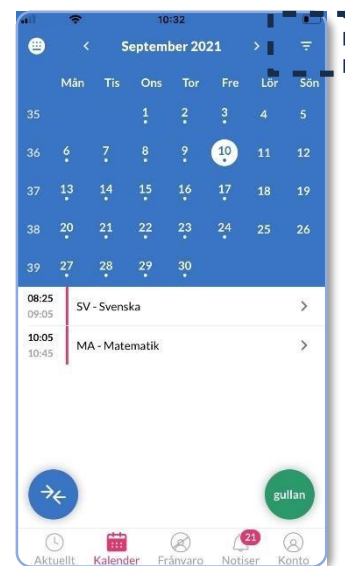 10:32
September 2021
Mån Tis Ons Tor Fre Lör Sön
35 1 2 3 4 5
36 6 7 8 9 10 11 12
37 13 14 15 16 17 18 19
38 20 21 22 23 24 25 26
39 27 28 29 30
08:25 SV - Svenska
09:05
10:05 MA - Matematik
10:45
gullan
21
Aktuellt Kalender Frånvaro Notiser Konto